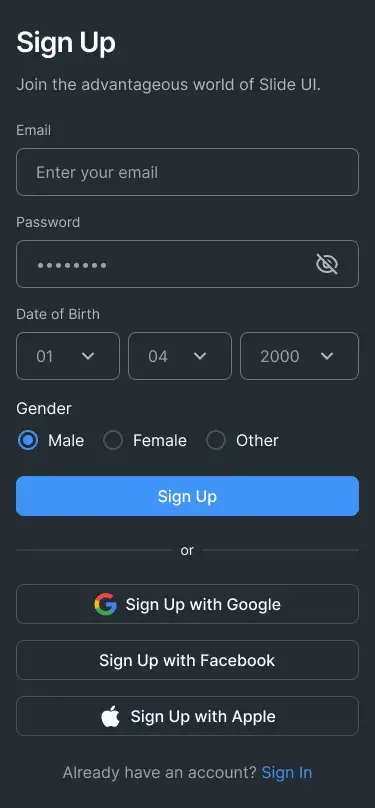 Sign Up
Join the advantageous world of Slide UI.
Email
Enter your email
Password
••••••••
Date of Birth
01 04 2000
Gender
Male Female Other
Sign Up
or
Sign Up with Google
Sign Up with Facebook
Sign Up with Apple
Already have an account? Sign In